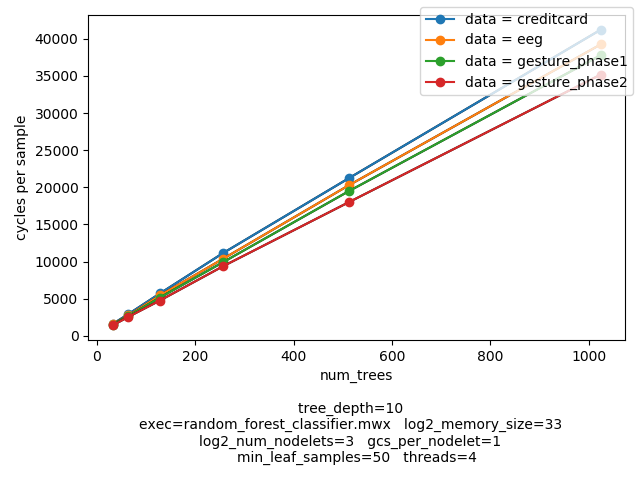 data = creditcard
data = eeg
data = gesture_phase1
data = gesture_phase2
cycles per sample
40000
35000
30000
25000
20000
15000
10000
5000
0
0 200 400 600 800 1000
num_trees
tree_depth=10
exec=random_forest_classifier.mwx log2_memory_size=33
log2_num_nodelets=3 gcs_per_nodelet=1
min_leaf_samples=50 threads=4